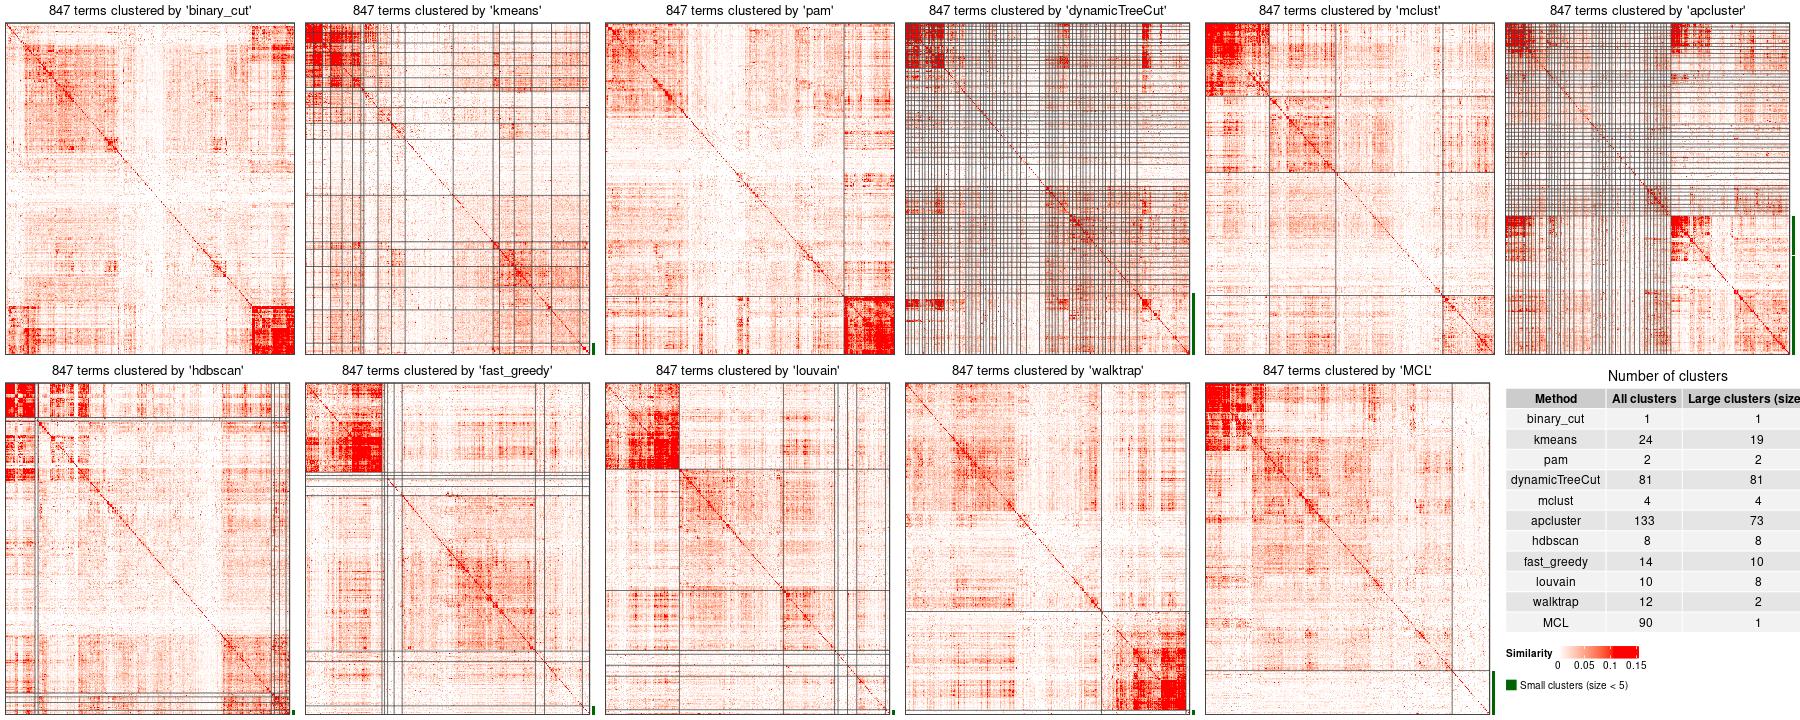 847 terms clustered by 'binary_cut'
847 terms clustered by 'kmeans'
847 terms clustered by 'pam'
847 terms clustered by 'dynamicTreeCut'
847 terms clustered by 'mclust'
847 terms clustered by 'apcluster'
847 terms clustered by 'hdbscan'
847 terms clustered by 'fast_greedy'
847 terms clustered by 'louvain'
847 terms clustered by 'walktrap'
847 terms clustered by 'MCL'
Number of clusters
Method All clusters Large clusters (size
binary_cut 1 1
kmeans 24 19
pam 2 2
dynamicTreeCut 81 81
mclust 4 4
apcluster 133 73
hdbscan 8 8
fast_greedy 14 10
louvain 10 8
walktrap 12 2
MCL 90 1
Similarity
0 0.05 0.1 0.15
Small clusters (size < 5)